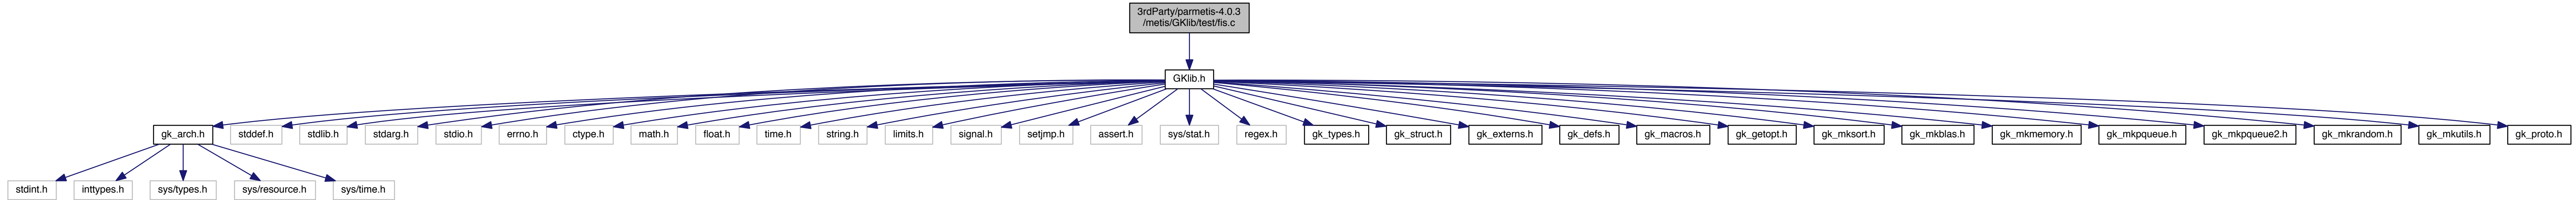 3rdParty/parmetis-4.0.3
/metis/GKlib/test/fis.c
GKlib.h
gk_arch.h
stddef.h
stdlib.h
stdarg.h
stdio.h
errno.h
ctype.h
math.h
float.h
time.h
string.h
limits.h
signal.h
setjmp.h
assert.h
sys/stat.h
regex.h
gk_types.h
gk_struct.h
gk_externs.h
gk_defs.h
gk_macros.h
gk_getopt.h
gk_mksort.h
gk_mkblas.h
gk_mkmemory.h
gk_mkpqueue.h
gk_mkpqueue2.h
gk_mkrandom.h
gk_mkutils.h
gk_proto.h
stdint.h
inttypes.h
sys/types.h
sys/resource.h
sys/time.h